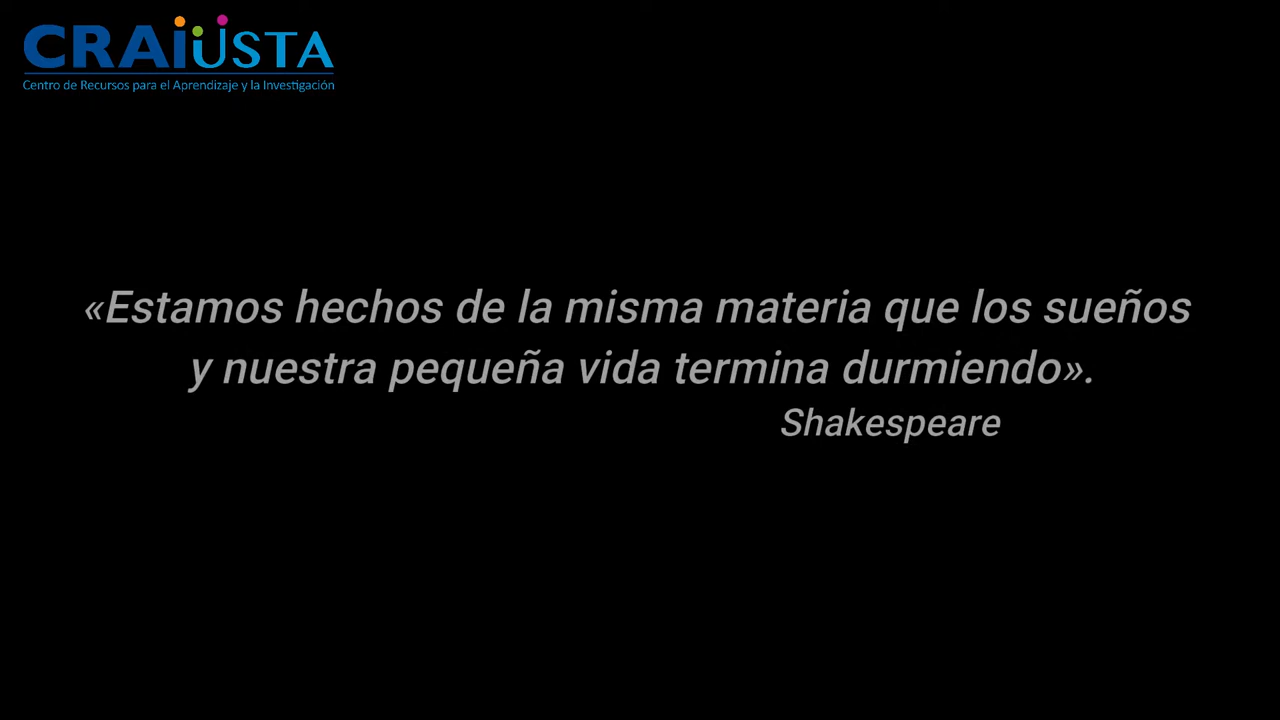 CRAIUSTA
Centro de Recursos para el Aprendizaje y la Investigación
«Estamos hechos de la misma materia que los sueños
y nuestra pequeña vida termina durmiendo».
Shakespeare